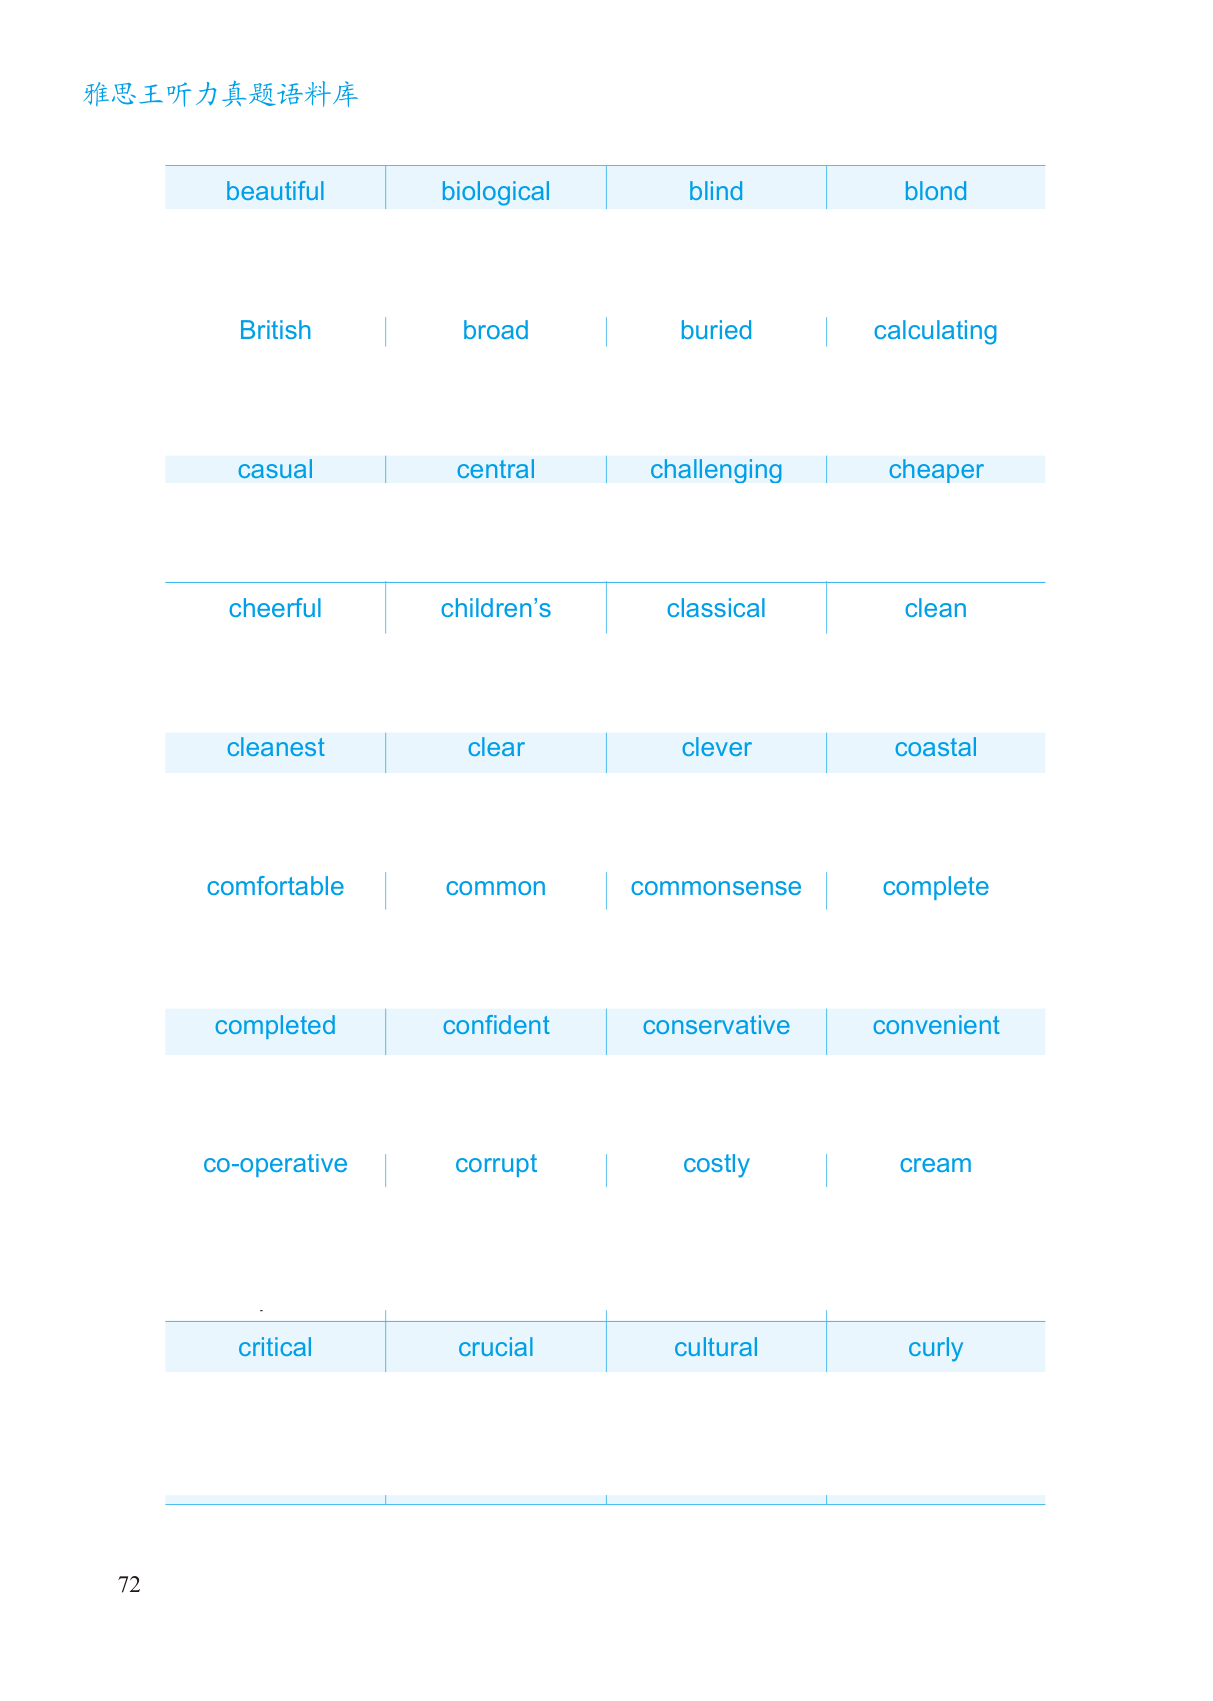 雅思王听力真题语料库
beautiful biological blind blond
British broad buried calculating
casual central challenging cheaper
cheerful children’s classical clean
cleanest clear clever coastal
comfortable common commonsense complete
completed confident conservative convenient
co-operative corrupt costly cream
critical crucial cultural curly
72